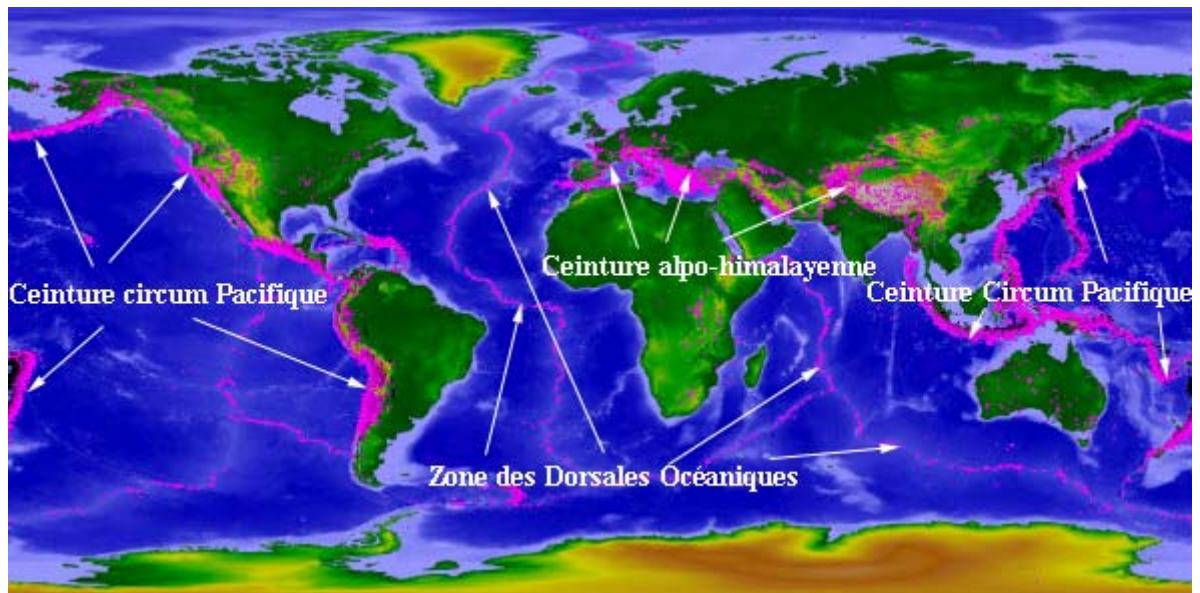 Ceinture alpo-himalayenne
Ceinture circum Pacifique
Ceinture Circum Pacifique
Zone des Dorsales Océaniques